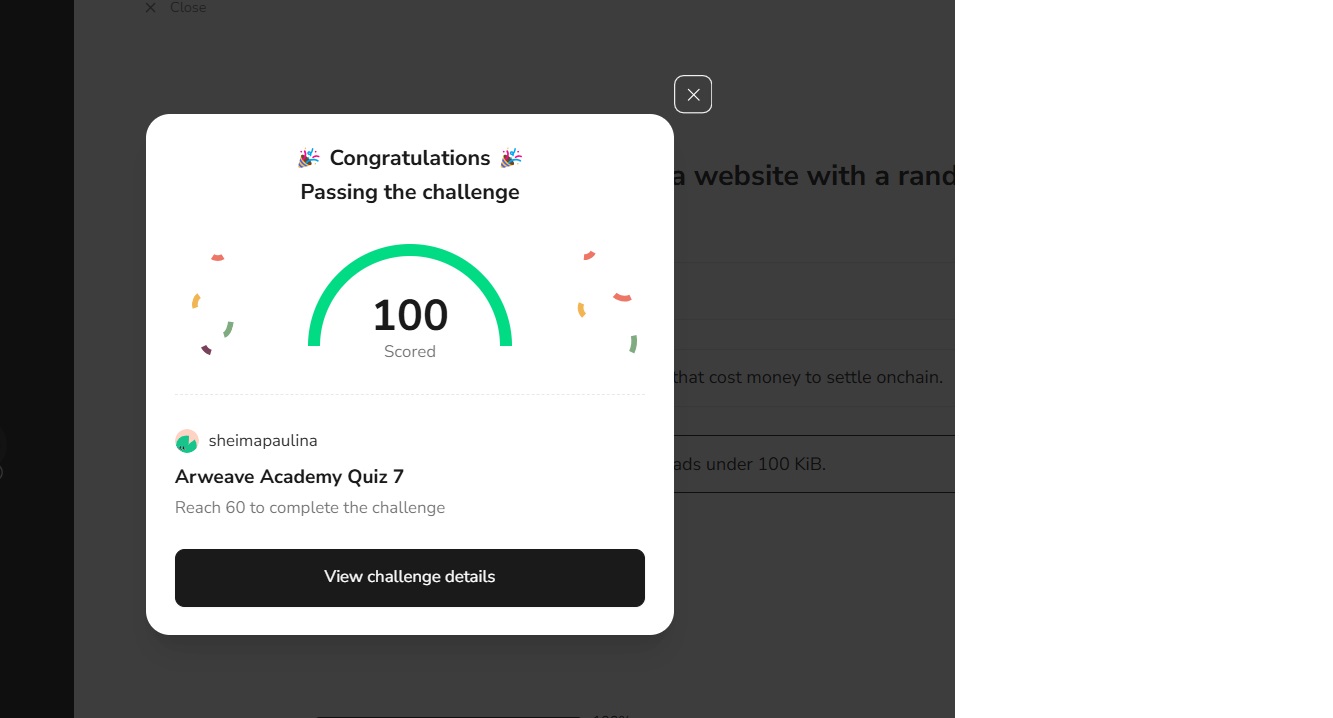 Close
Congratulations
Passing the challenge
a website with a rand
100
Scored
that cost money to settle onchain.
sheimapaulina
ads under 100 KiB.
Arweave Academy Quiz 7
Reach 60 to complete the challenge
View challenge details